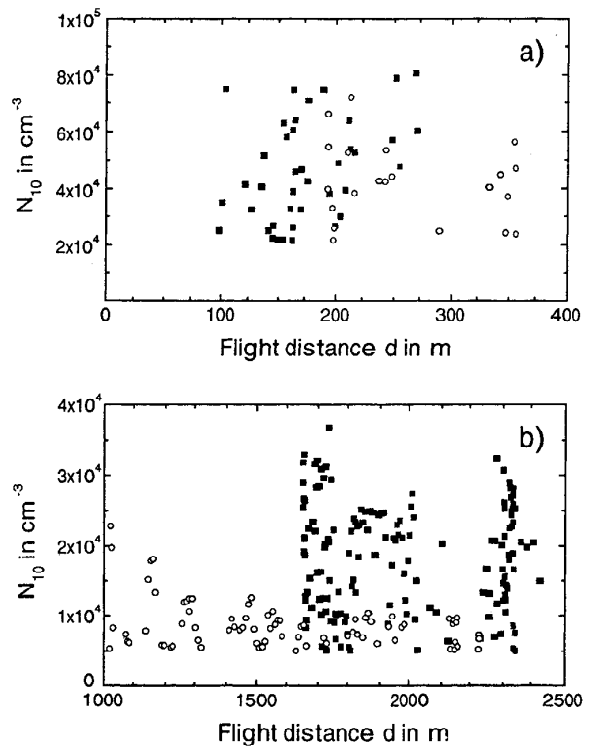 a)
N10 in cm-3
1x10^5
8x10^4
6x10^4
4x10^4
2x10^4
0
0 100 200 300 400
Flight distance d in m
b)
N10 in cm-3
4x10^4
3x10^4
2x10^4
1x10^4
0
1000 1500 2000 2500
Flight distance d in m